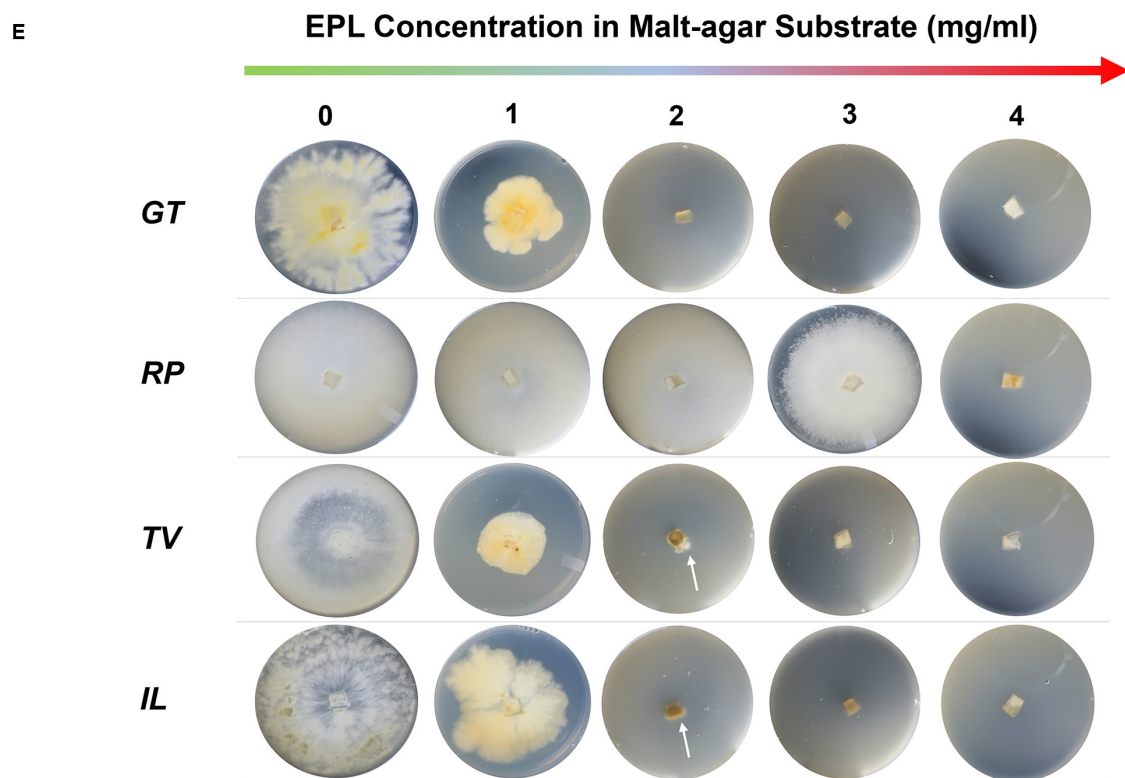 E
EPL Concentration in Malt-agar Substrate (mg/ml)
0 1 2 3 4
GT
RP
TV
IL